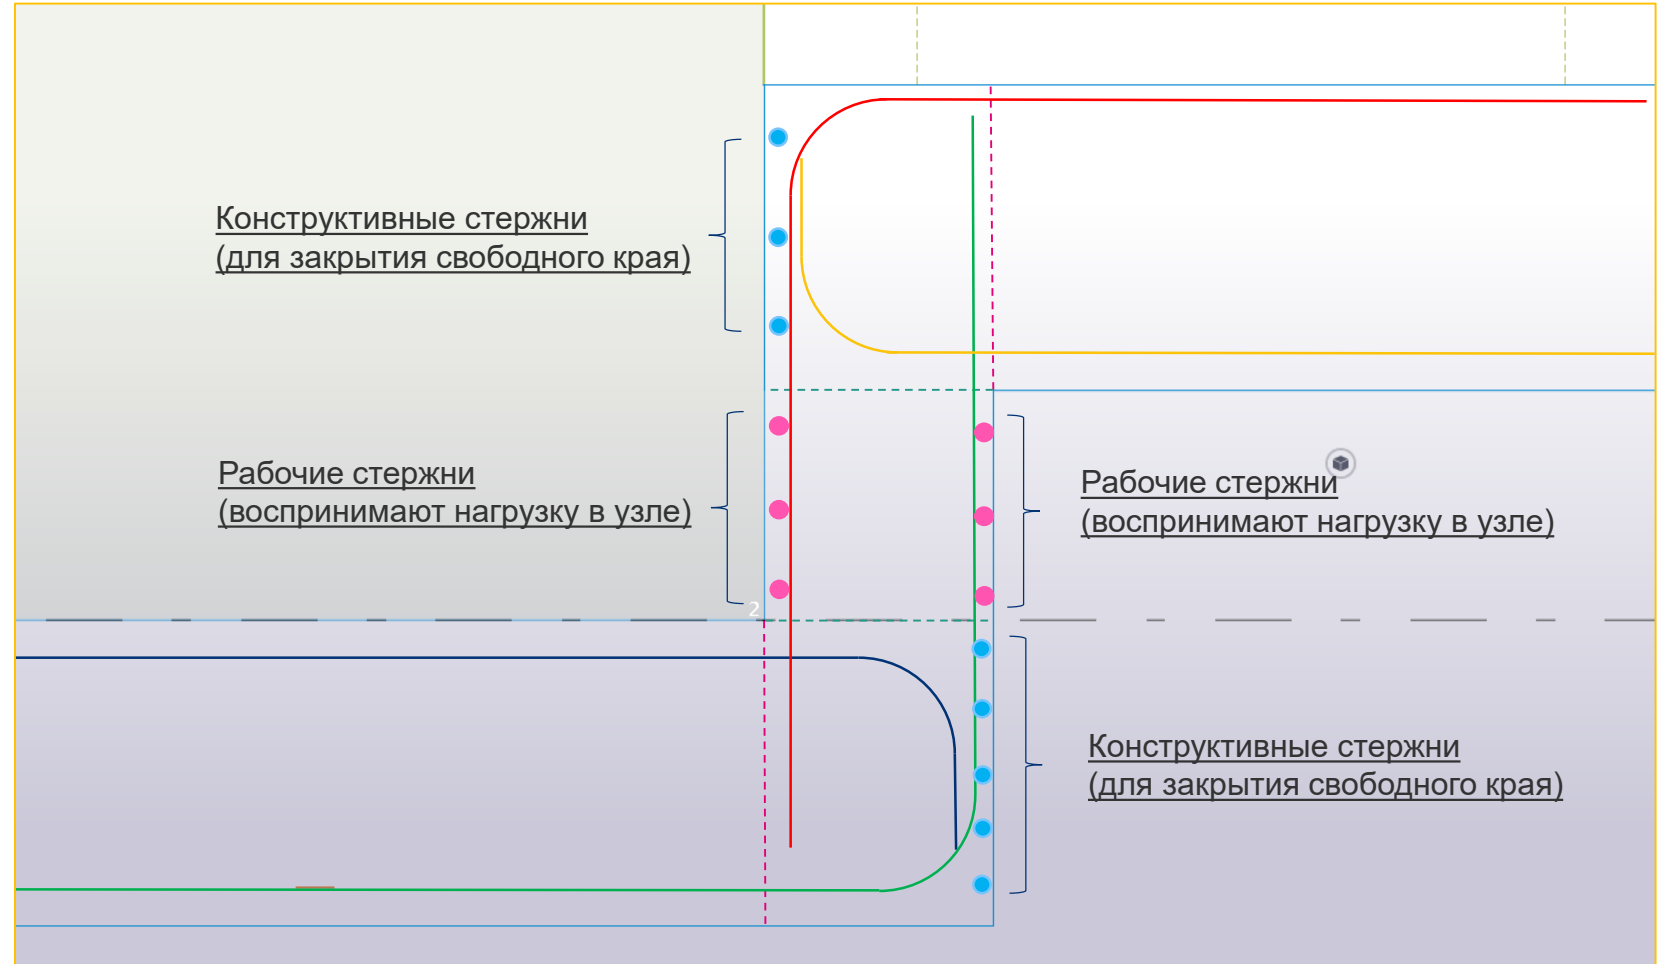 Конструктивные стержни
(для закрытия свободного края)
Рабочие стержни
(воспринимают нагрузку в узле)
Рабочие стержни
(воспринимают нагрузку в узле)
2
Конструктивные стержни
(для закрытия свободного края)